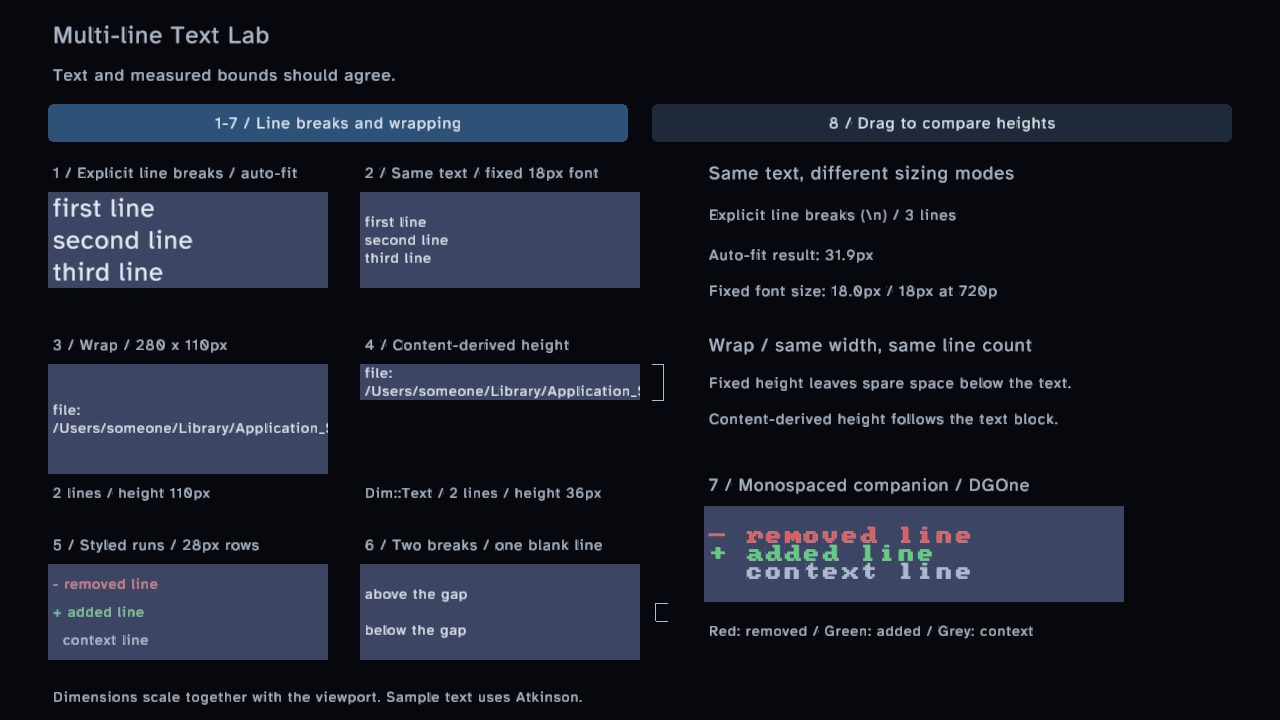 Multi-line Text Lab
Text and measured bounds should agree.
1-7 / Line breaks and wrapping
8 / Drag to compare heights
1 / Explicit line breaks / auto-fit
first line
second line
third line
2 / Same text / fixed 18px font
first line
second line
third line
3 / Wrap / 280 x 110px
file:
/Users/someone/Library/Application_S
2 lines / height 110px
4 / Content-derived height
file:
/Users/someone/Library/Application_S
Dim::Text / 2 lines / height 36px
5 / Styled runs / 28px rows
- removed line
+ added line
context line
6 / Two breaks / one blank line
above the gap
below the gap
Same text, different sizing modes
Explicit line breaks (\n) / 3 lines
Auto-fit result: 31.9px
Fixed font size: 18.0px / 18px at 720p
Wrap / same width, same line count
Fixed height leaves spare space below the text.
Content-derived height follows the text block.
7 / Monospaced companion / DGOne
- removed line
+ added line
context line
Red: removed / Green: added / Grey: context
Dimensions scale together with the viewport. Sample text uses Atkinson.